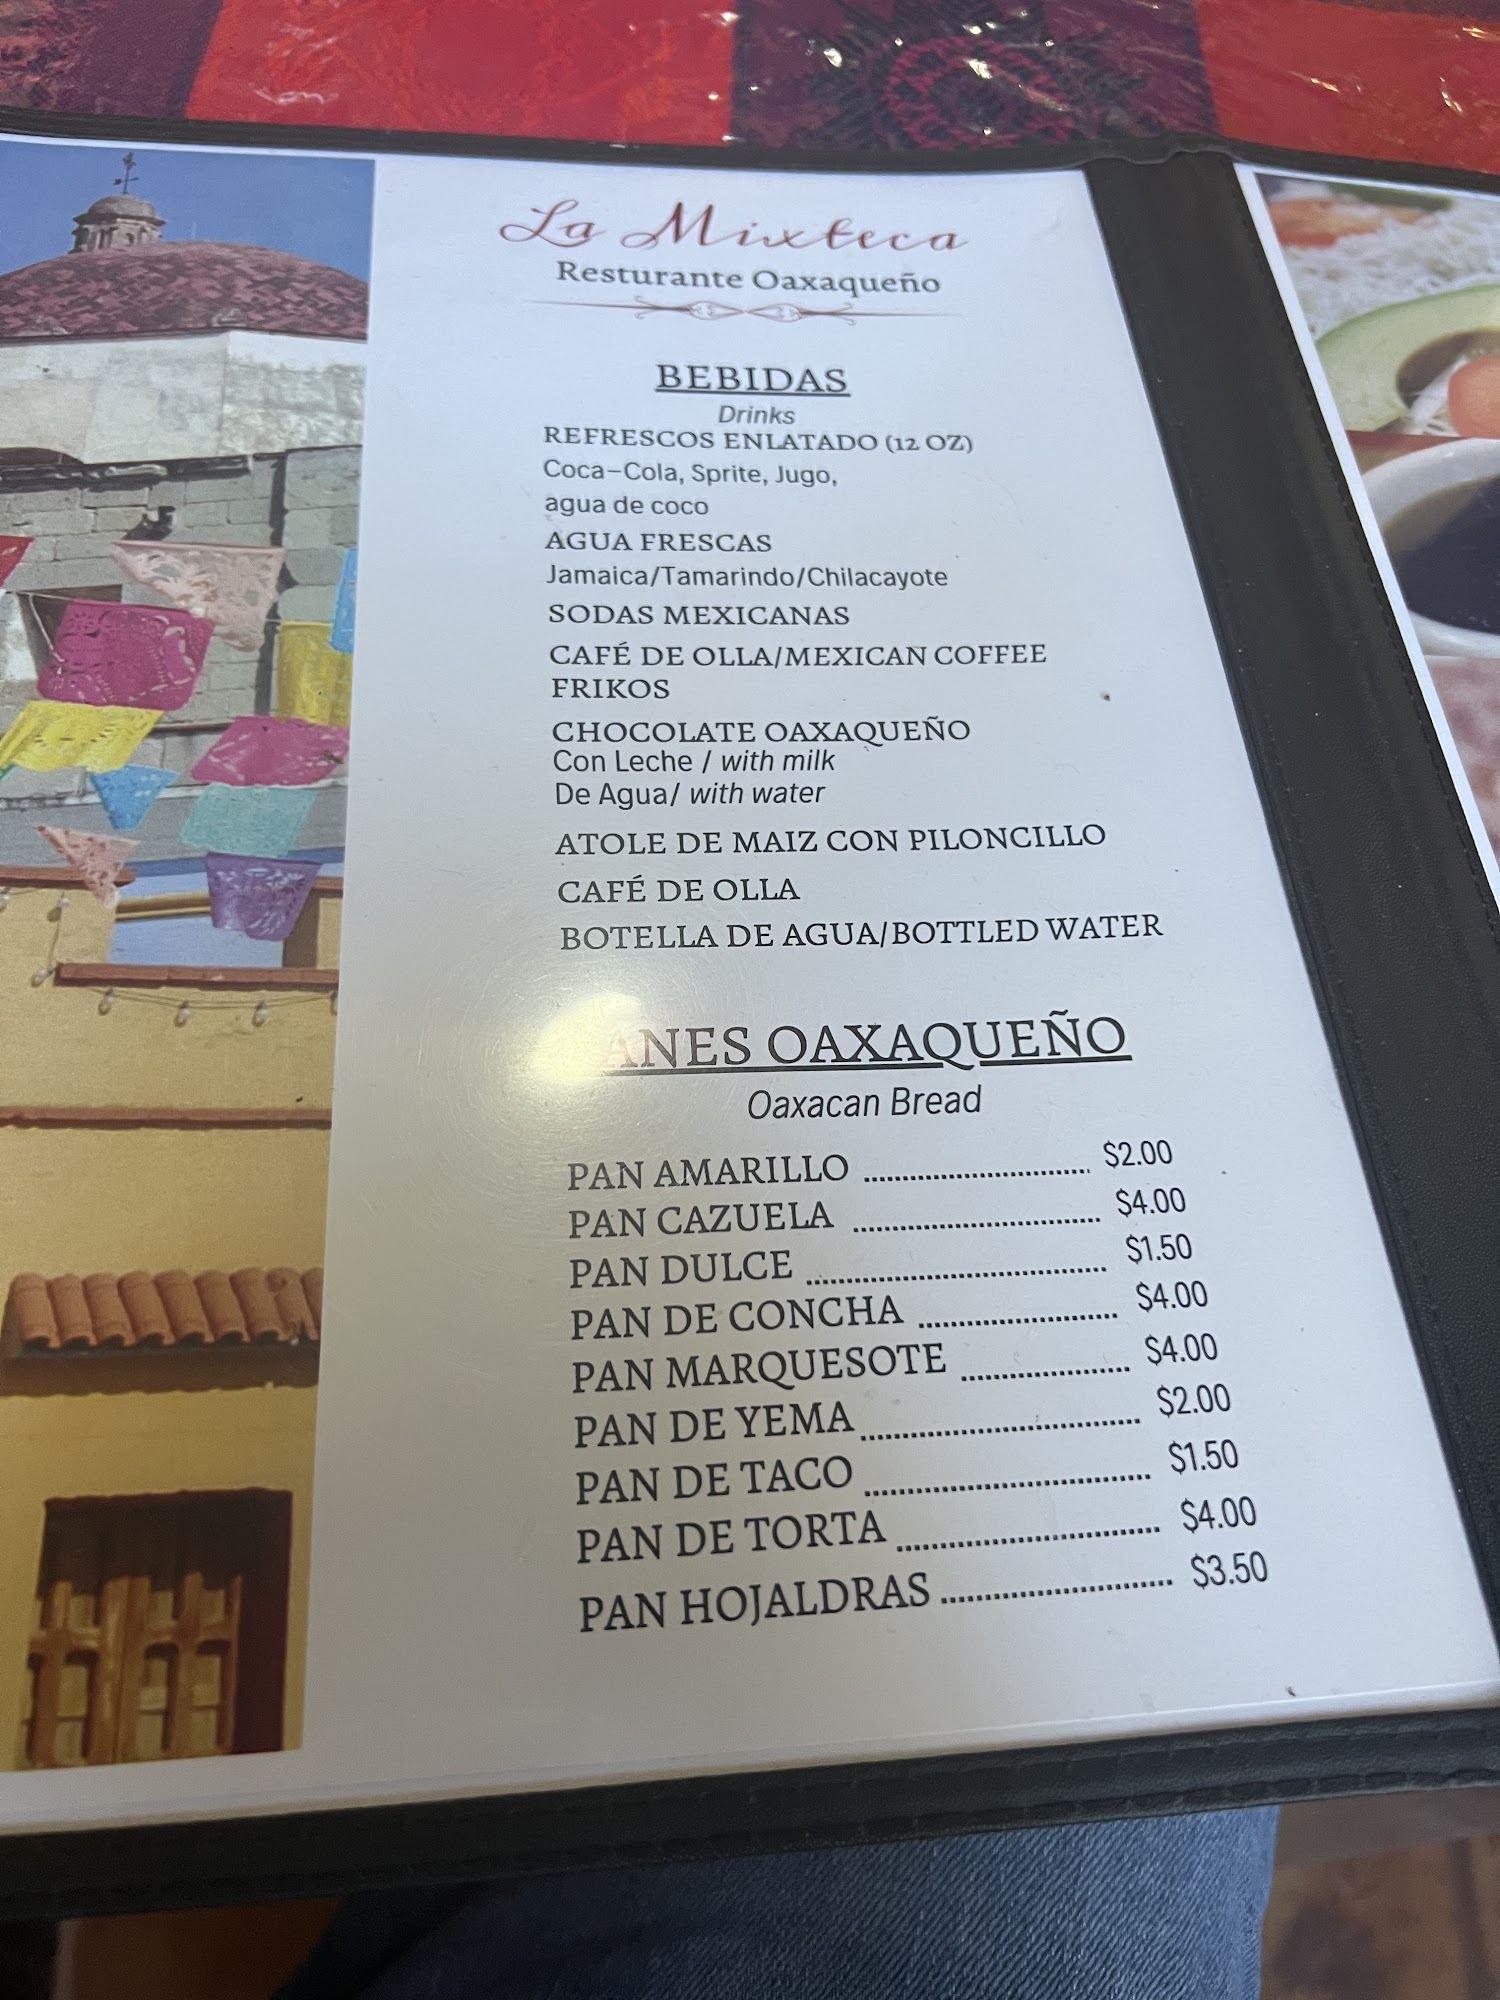 La Mixteca
Resturante Oaxaqueño
BEBIDAS
Drinks
REFRESCOS ENLATADO (12 OZ)
Coca-Cola, Sprite, Jugo,
agua de coco
AGUA FRESCAS
Jamaica/Tamarindo/Chilacayote
SODAS MEXICANAS
CAFÉ DE OLLA/MEXICAN COFFEE
FRIKOS
CHOCOLATE OAXAQUEÑO
Con Leche / with milk
De Agua/ with water
ATOLE DE MAIZ CON PILONCILLO
CAFÉ DE OLLA
BOTELLA DE AGUA/BOTTLED WATER
PANES OAXAQUEÑO
Oaxacan Bread
PAN AMARILLO ........ $2.00
PAN CAZUELA ........ $4.00
PAN DULCE ........ $1.50
PAN DE CONCHA ........ $4.00
PAN MARQUESOTE ........ $4.00
PAN DE YEMA ........ $2.00
PAN DE TACO ........ $1.50
PAN DE TORTA ........ $4.00
PAN HOJALDRAS ........ $3.50